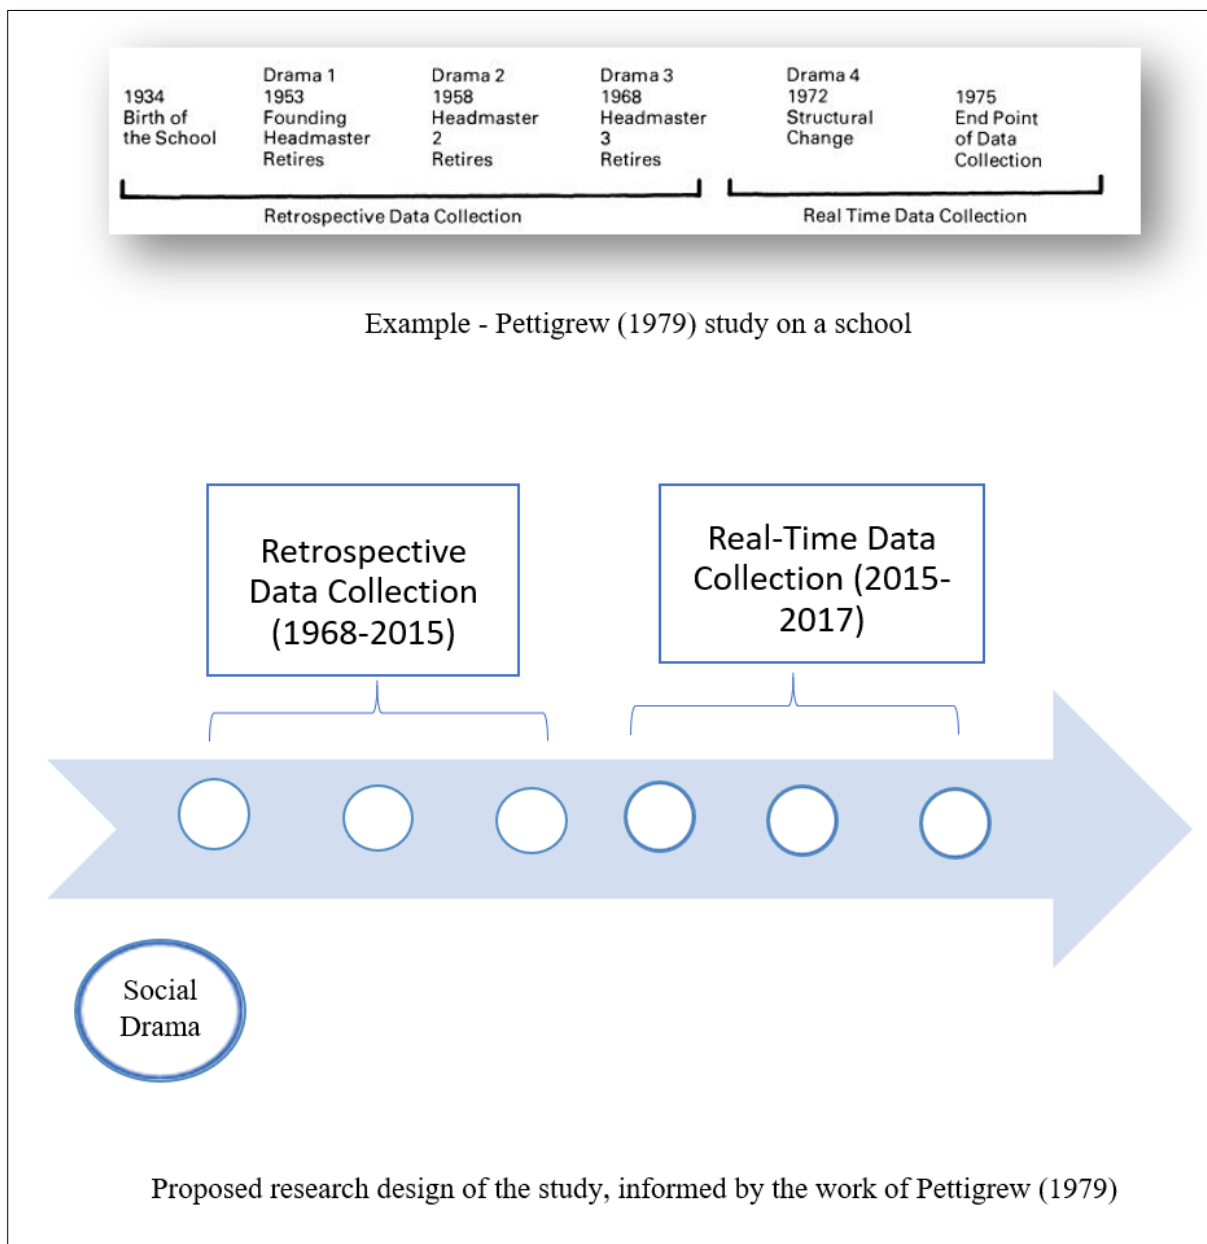 1934
Birth of
the School
Drama 1
1953
Founding
Headmaster
Retires
Drama 2
1958
Headmaster
2
Retires
Drama 3
1968
Headmaster
3
Retires
Drama 4
1972
Structural
Change
1975
End Point
of Data
Collection
Retrospective Data Collection
Real Time Data Collection
Example - Pettigrew (1979) study on a school
Retrospective
Data Collection
(1968-2015)
Real-Time Data
Collection (2015-
2017)
Social
Drama
Proposed research design of the study, informed by the work of Pettigrew (1979)